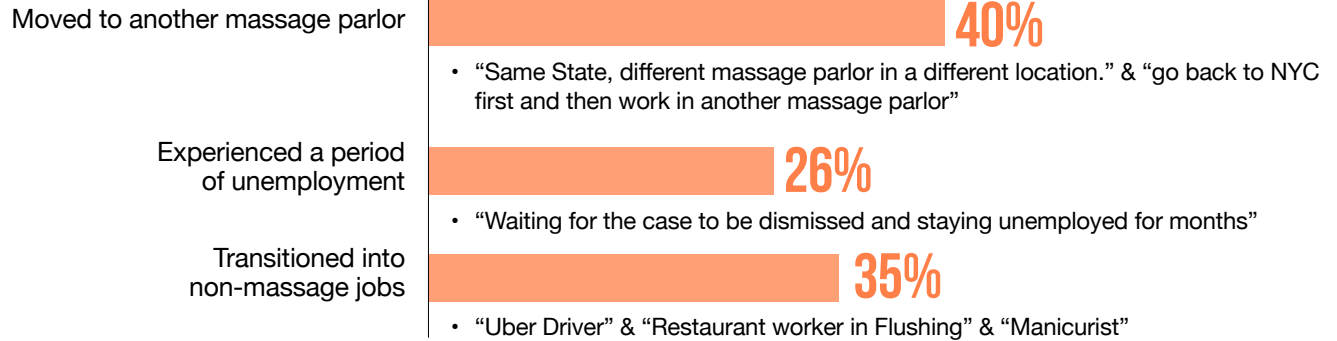 Moved to another massage parlor
40%
• “Same State, different massage parlor in a different location.” & “go back to NYC
first and then work in another massage parlor”
Experienced a period
of unemployment
26%
• “Waiting for the case to be dismissed and staying unemployed for months”
Transitioned into
non-massage jobs
35%
• “Uber Driver” & “Restaurant worker in Flushing” & “Manicurist”